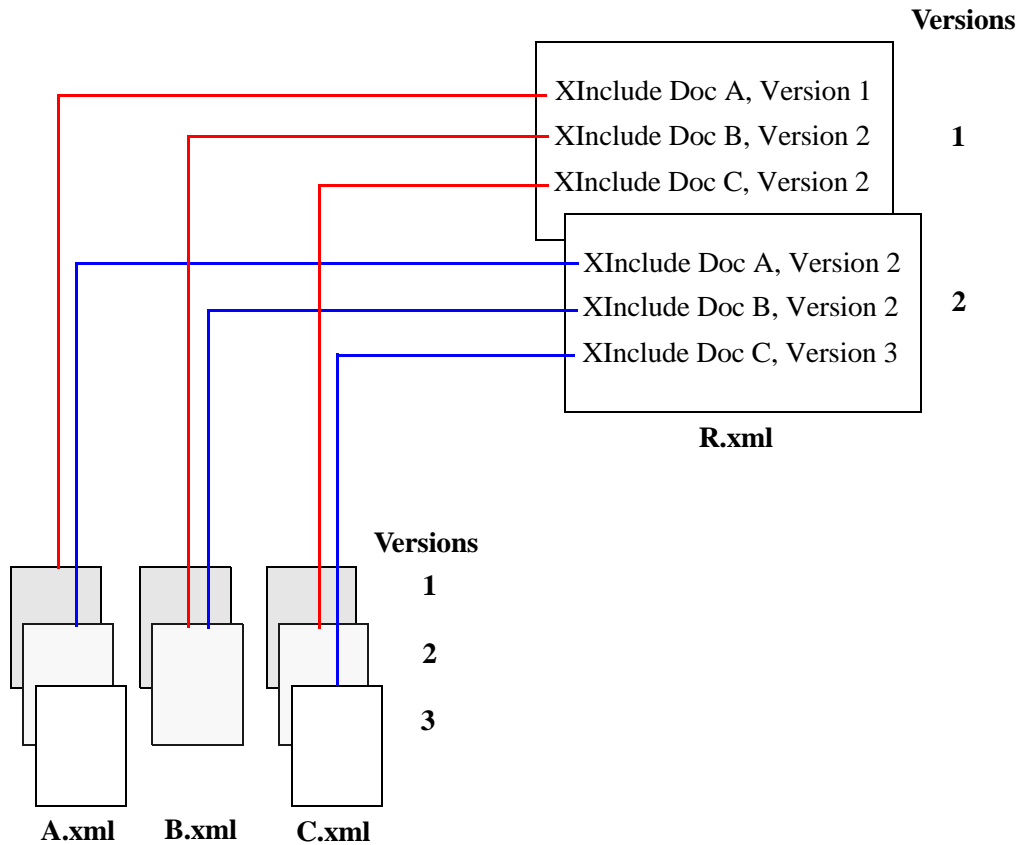 Versions
XInclude Doc A, Version 1
XInclude Doc B, Version 2
1
XInclude Doc C, Version 2
XInclude Doc A, Version 2
XInclude Doc B, Version 2
2
XInclude Doc C, Version 3
R.xml
Versions
1
2
3
A.xml
B.xml
C.xml